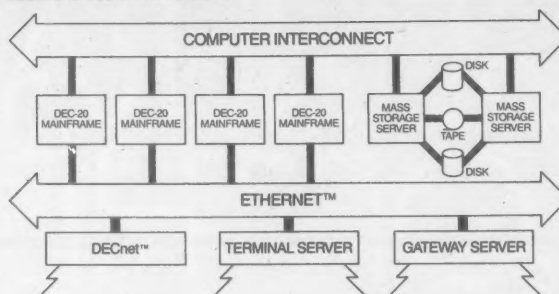 COMPUTER INTERCONNECT
DISK
DEC-20
MAINFRAME
DEC-20
MAINFRAME
DEC-20
MAINFRAME
DEC-20
MAINFRAME
MASS
STORAGE
SERVER
TAPE
MASS
STORAGE
SERVER
DISK
ETHERNET™
DECnet™
TERMINAL SERVER
GATEWAY SERVER